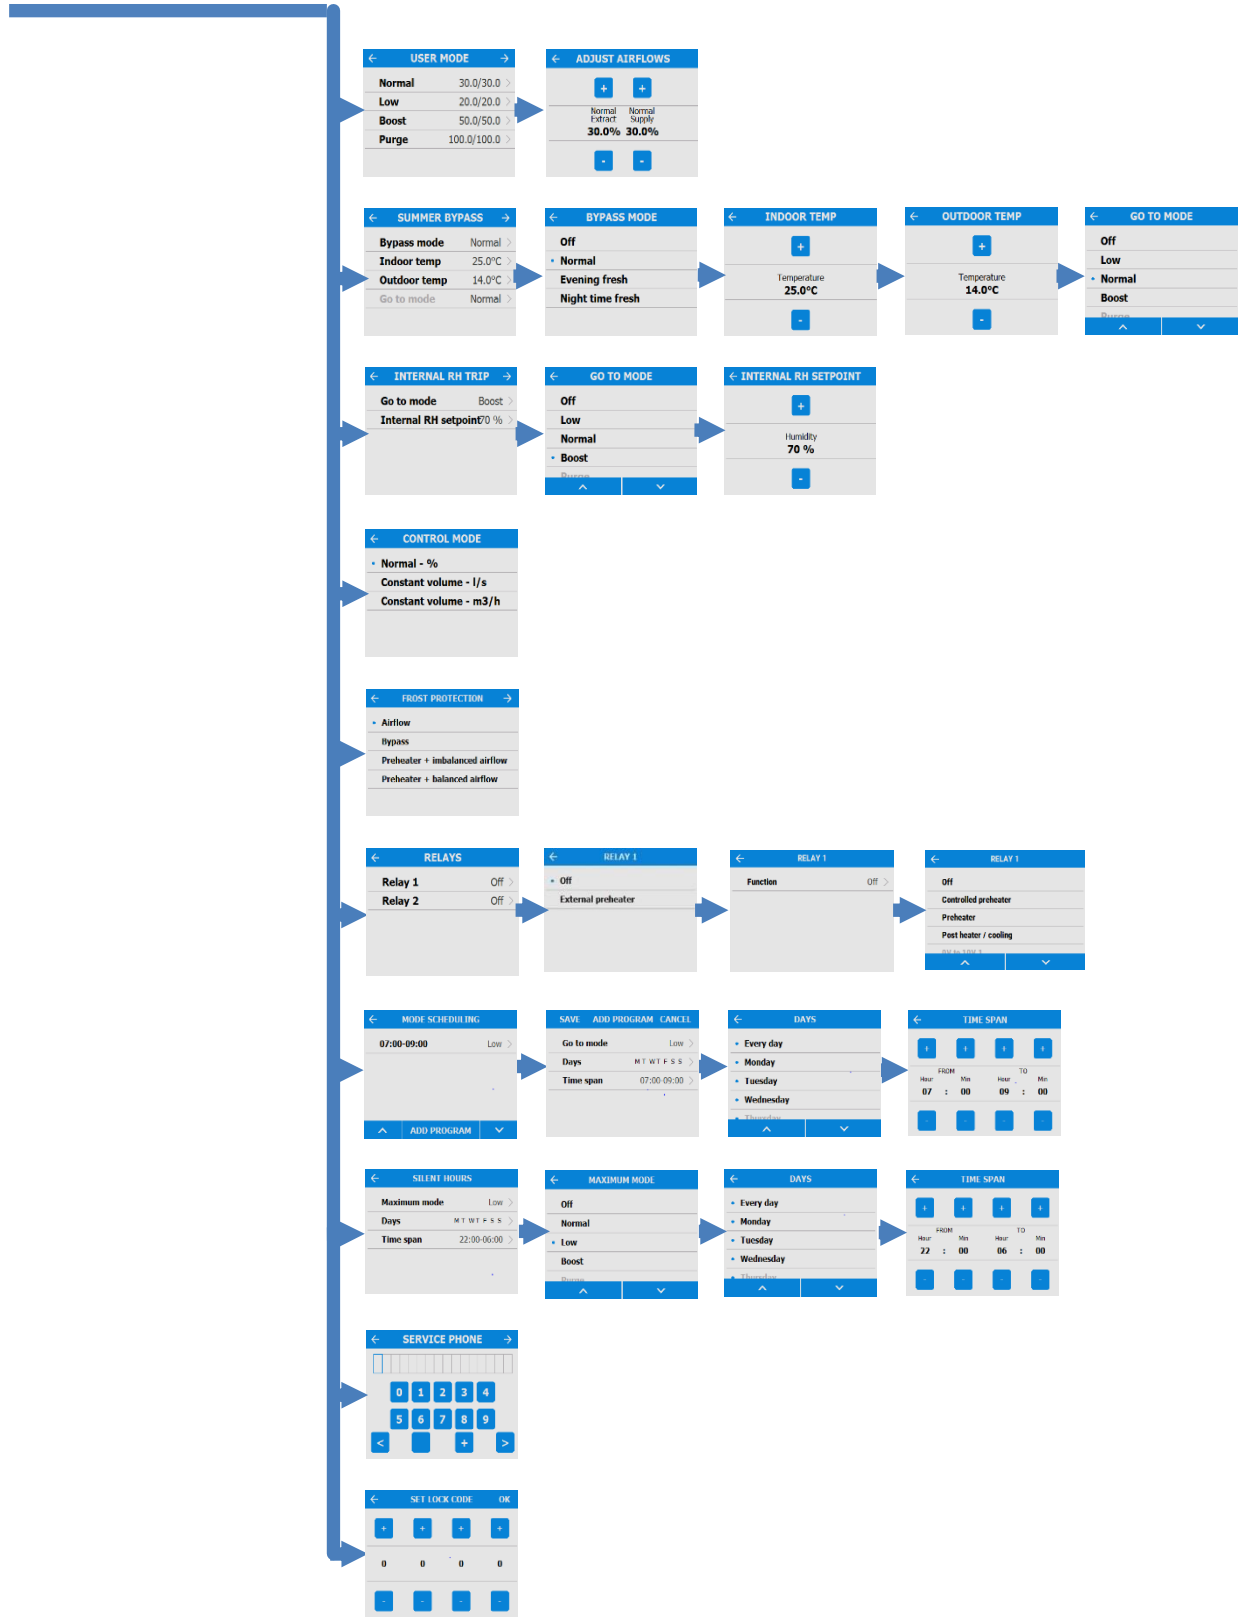 ← USER MODE →
Normal 30.0/30.0 >
Low 20.0/20.0 >
Boost 50.0/50.0 >
Purge 100.0/100.0 >
← ADJUST AIRFLOWS
+ +
Normal Normal
Extract Supply
30.0% 30.0%
- -
← SUMMER BYPASS →
Bypass mode Normal >
Indoor temp 25.0°C >
Outdoor temp 14.0°C >
Go to mode Normal >
← BYPASS MODE
Off
• Normal
Evening fresh
Night time fresh
← INDOOR TEMP
+
Temperature
25.0°C
-
← OUTDOOR TEMP
+
Temperature
14.0°C
-
← GO TO MODE
Off
Low
• Normal
Boost
Purge
← INTERNAL RH TRIP →
Go to mode Boost >
Internal RH setpoint 70 % >
← GO TO MODE
Off
Low
Normal
• Boost
Purge
← INTERNAL RH SETPOINT
+
Humidity
70 %
-
← CONTROL MODE
• Normal - %
Constant volume - l/s
Constant volume - m3/h
← FROST PROTECTION →
• Airflow
Bypass
Preheater + imbalanced airflow
Preheater + balanced airflow
← RELAYS
Relay 1 Off >
Relay 2 Off >
← RELAY 1
• Off
External preheater
← RELAY 1
Function Off >
← RELAY 1
Off
Controlled preheater
Preheater
Post heater / cooling
← MODE SCHEDULING
07:00-09:00 Low >
ADD PROGRAM
SAVE ADD PROGRAM CANCEL
Go to mode Low >
Days M T W T F S S >
Time span 07:00-09:00 >
← DAYS
• Every day
• Monday
• Tuesday
• Wednesday
• Thursday
← TIME SPAN
+ + + +
FROM TO
Hour Min Hour Min
07 : 00 09 : 00
- - - -
← SILENT HOURS
Maximum mode Low >
Days M T W T F S S >
Time span 22:00-06:00 >
← MAXIMUM MODE
Off
Normal
• Low
Boost
Purge
← DAYS
• Every day
• Monday
• Tuesday
• Wednesday
• Thursday
← TIME SPAN
+ + + +
FROM TO
Hour Min Hour Min
22 : 00 06 : 00
- - - -
← SERVICE PHONE →
0 1 2 3 4
5 6 7 8 9
< + >
← SET LOCK CODE OK
+ + + +
0 0 0 0
- - - -